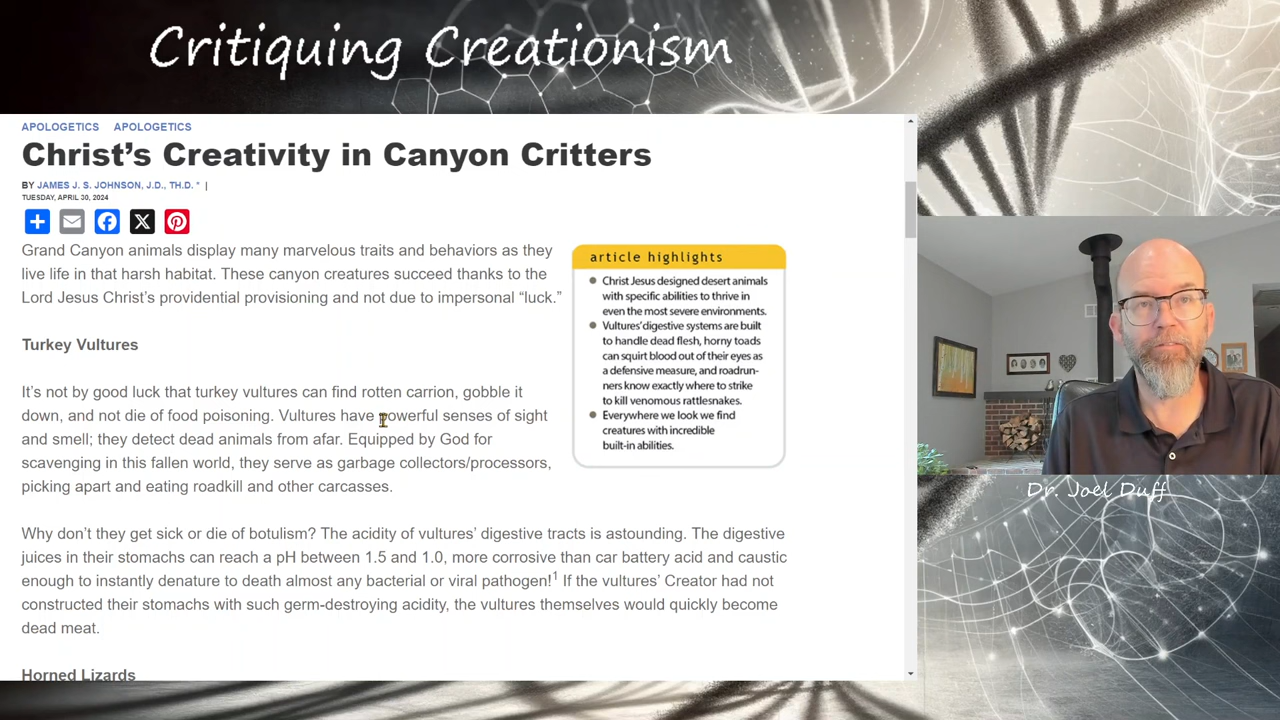 Critiquing Creationism
APOLOGETICS APOLOGETICS
Christ’s Creativity in Canyon Critters
BY JAMES J. S. JOHNSON, J.D., TH.D. * |
TUESDAY, APRIL 30, 2024
Grand Canyon animals display many marvelous traits and behaviors as they
live life in that harsh habitat. These canyon creatures succeed thanks to the
Lord Jesus Christ’s providential provisioning and not due to impersonal “luck.”
article highlights
Christ Jesus designed desert animals
with specific abilities to thrive in
even the most severe environments.
Vultures’ digestive systems are built
to handle dead flesh, horny toads
can squirt blood out of their eyes as
a defensive measure, and roadrun-
ners know exactly where to strike
to kill venomous rattlesnakes.
Everywhere we look we find
creatures with incredible
built-in abilities.
Turkey Vultures
It’s not by good luck that turkey vultures can find rotten carrion, gobble it
down, and not die of food poisoning. Vultures have powerful senses of sight
and smell; they detect dead animals from afar. Equipped by God for
scavenging in this fallen world, they serve as garbage collectors/processors,
picking apart and eating roadkill and other carcasses.
Why don’t they get sick or die of botulism? The acidity of vultures’ digestive tracts is astounding. The digestive
juices in their stomachs can reach a pH between 1.5 and 1.0, more corrosive than car battery acid and caustic
enough to instantly denature to death almost any bacterial or viral pathogen!1 If the vultures’ Creator had not
constructed their stomachs with such germ-destroying acidity, the vultures themselves would quickly become
dead meat.
Horned Lizards
Dr. Joel Duff